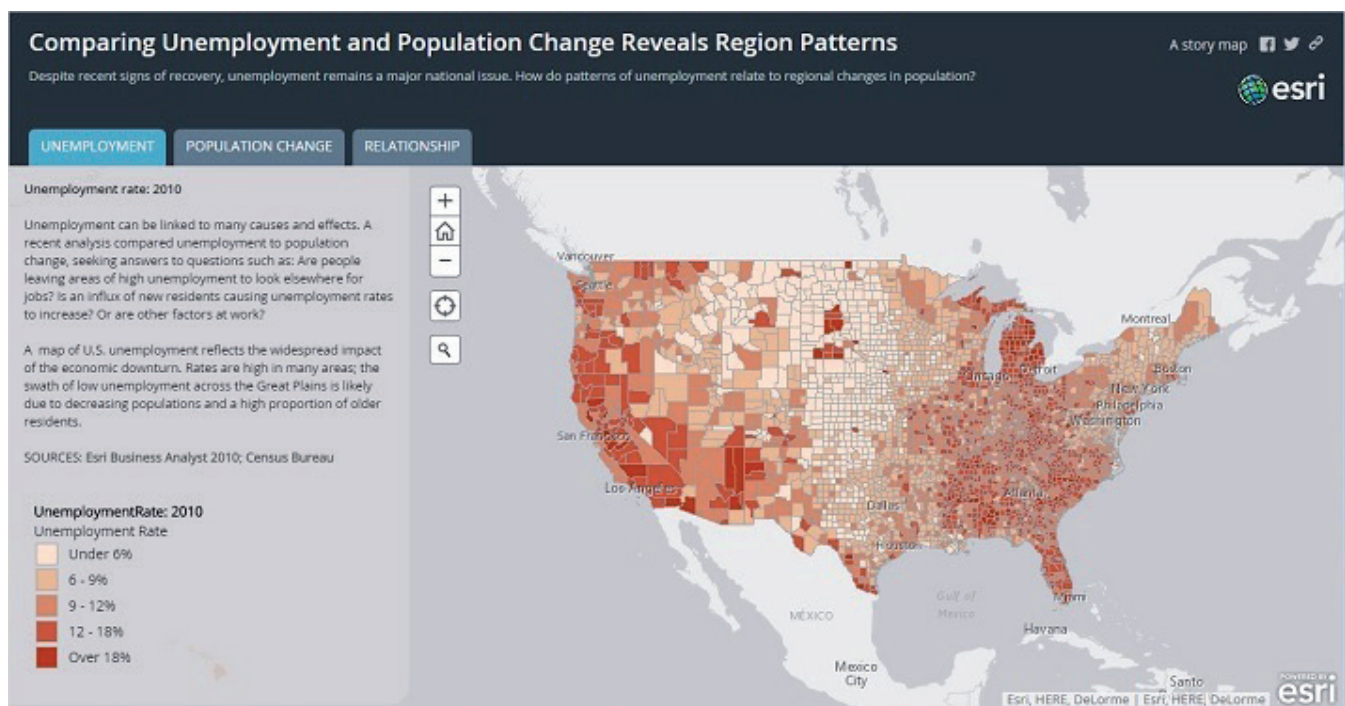 Comparing Unemployment and Population Change Reveals Region Patterns
A story map
Despite recent signs of recovery, unemployment remains a major national issue. How do patterns of unemployment relate to regional changes in population?
esri
UNEMPLOYMENT
POPULATION CHANGE
RELATIONSHIP
Unemployment rate: 2010
Unemployment can be linked to many causes and effects. A
recent analysis compared unemployment to population
change, seeking answers to questions such as: Are people
leaving areas of high unemployment to look elsewhere for
jobs? Is an influx of new residents causing unemployment rates
to increase? Or are other factors at work?
A map of U.S. unemployment reflects the widespread impact
of the economic downturn. Rates are high in many areas; the
swath of low unemployment across the Great Plains is likely
due to decreasing populations and a high proportion of older
residents.
SOURCES: Esri Business Analyst 2010; Census Bureau
UnemploymentRate: 2010
Unemployment Rate
Under 6%
6 - 9%
9 - 12%
12 - 18%
Over 18%
+
−
Vancouver
Seattle
Montreal
Chicago
Detroit
Boston
New York
Philadelphia
Washington
San Francisco
Los Angeles
Atlanta
Dallas
Houston
Miami
Gulf of
Mexico
MÉXICO
Havana
Mexico
City
Santo
Esri, HERE, DeLorme | Esri, HERE, DeLorme
POWERED BY
esri